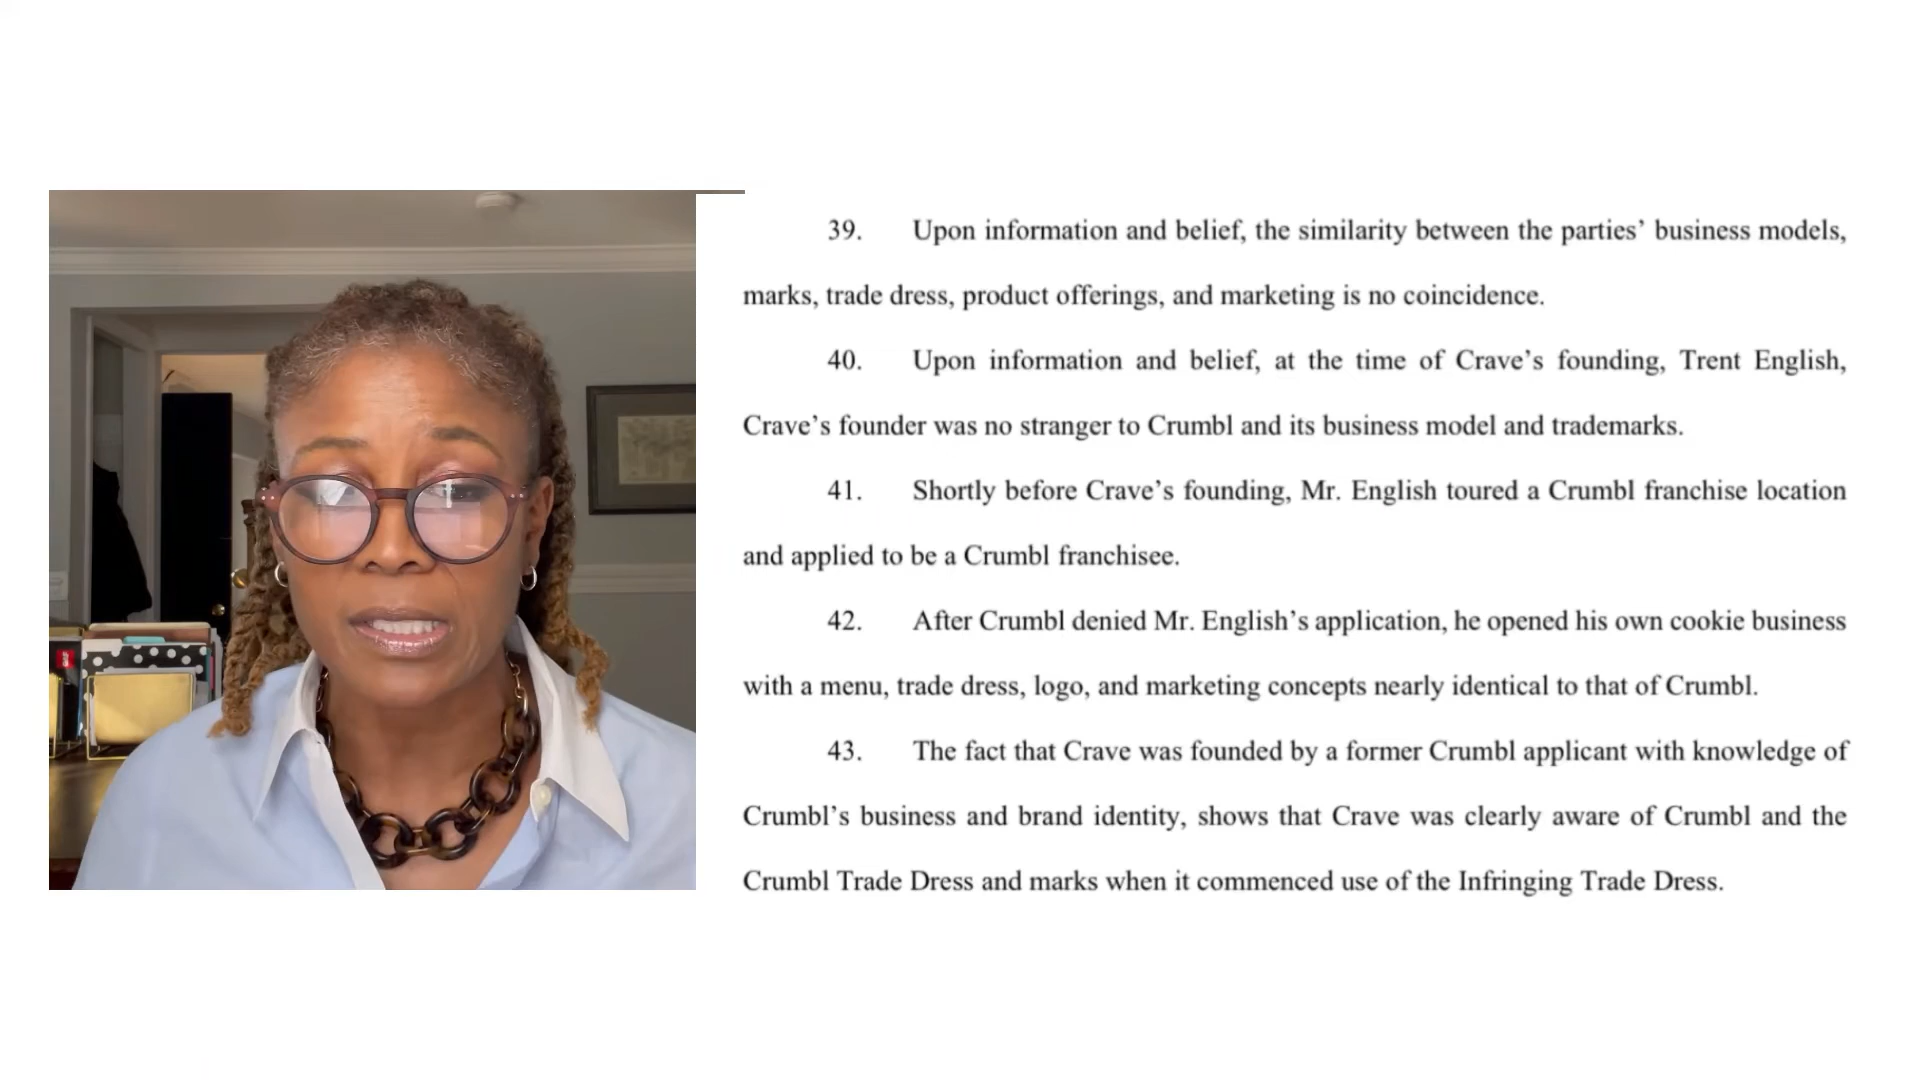 39. Upon information and belief, the similarity between the parties’ business models,
marks, trade dress, product offerings, and marketing is no coincidence.
40. Upon information and belief, at the time of Crave’s founding, Trent English,
Crave’s founder was no stranger to Crumbl and its business model and trademarks.
41. Shortly before Crave’s founding, Mr. English toured a Crumbl franchise location
and applied to be a Crumbl franchisee.
42. After Crumbl denied Mr. English’s application, he opened his own cookie business
with a menu, trade dress, logo, and marketing concepts nearly identical to that of Crumbl.
43. The fact that Crave was founded by a former Crumbl applicant with knowledge of
Crumbl’s business and brand identity, shows that Crave was clearly aware of Crumbl and the
Crumbl Trade Dress and marks when it commenced use of the Infringing Trade Dress.